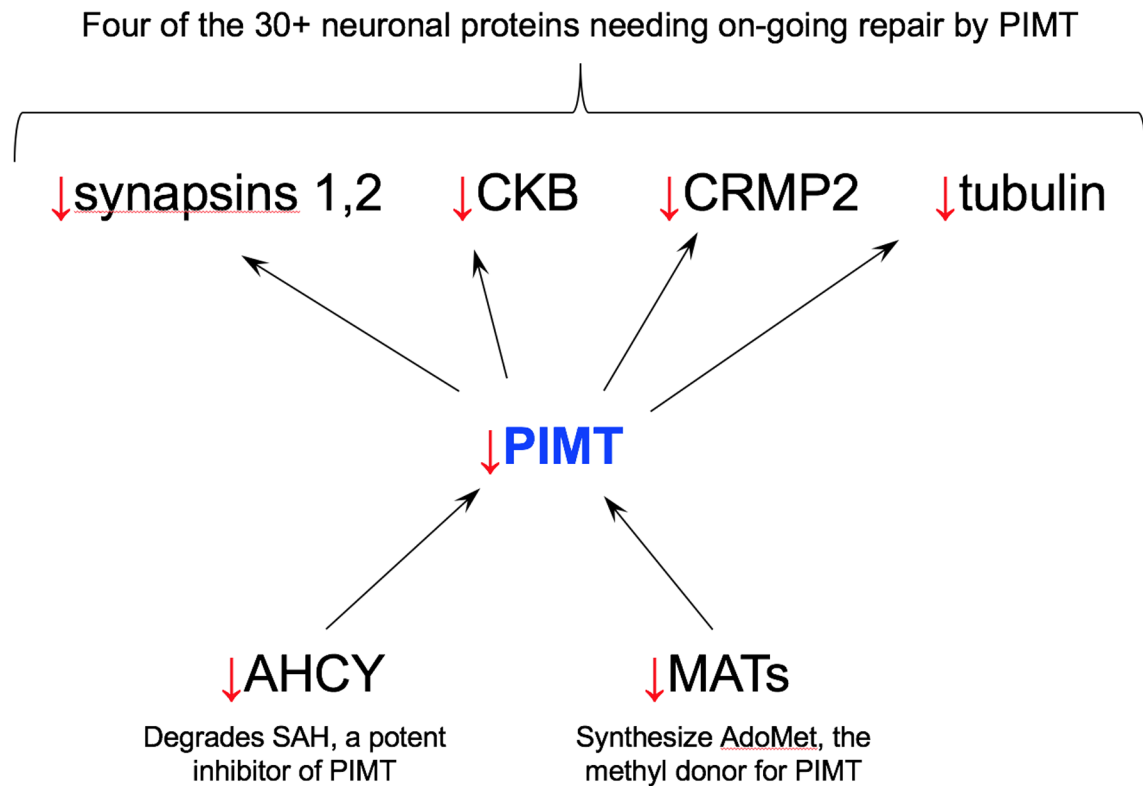 Four of the 30+ neuronal proteins needing on-going repair by PIMT
↓synapsins 1,2 ↓CKB ↓CRMP2 ↓tubulin
↓PIMT
↓AHCY ↓MATs
Degrades SAH, a potent
inhibitor of PIMT
Synthesize AdoMet, the
methyl donor for PIMT